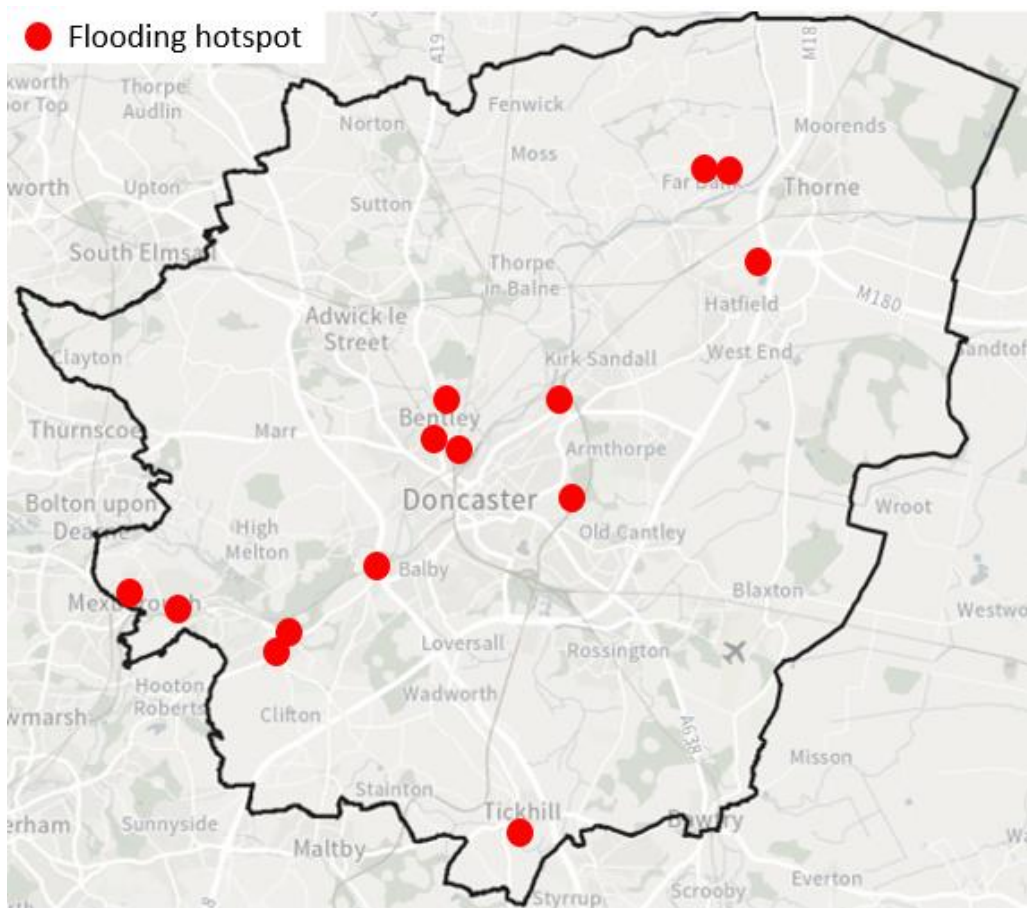 Flooding hotspot
M18
A19
Thorpe
Audlin
Fenwick
Norton
Moorends
Moss
Upton
Far Bank
Thorne
Sutton
South Elmsall
Thorpe
in Balne
M180
Hatfield
Adwick le
Street
Clayton
Kirk Sandall
West End
Bentley
Thurnscoe
Marr
Armthorpe
Bolton upon
Dearne
Doncaster
Wroot
High
Melton
Old Cantley
Balby
Blaxton
Mexborough
Loversall
Rossington
Hooton
Roberts
Wadworth
Clifton
A638
Misson
Stainton
Tickhill
Bawtry
Sunnyside
Maltby
Everton
Scrooby
Styrrup